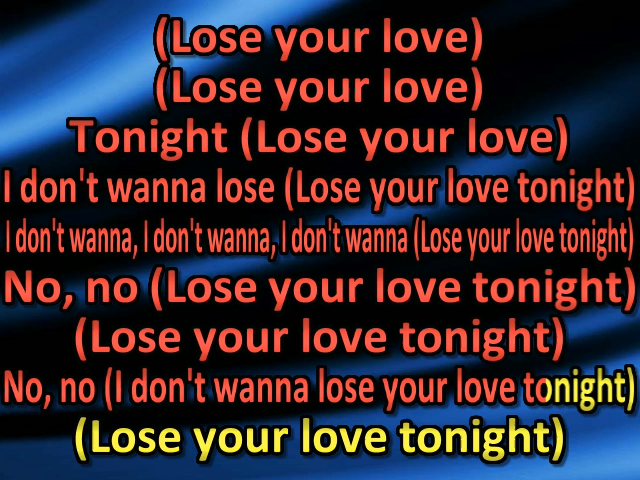 (Lose your love)
(Lose your love)
Tonight (Lose your love)
I don't wanna lose (Lose your love tonight)
I don't wanna, I don't wanna, I don't wanna (Lose your love tonight)
No, no (Lose your love tonight)
(Lose your love tonight)
No, no (I don't wanna lose your love tonight)
(Lose your love tonight)